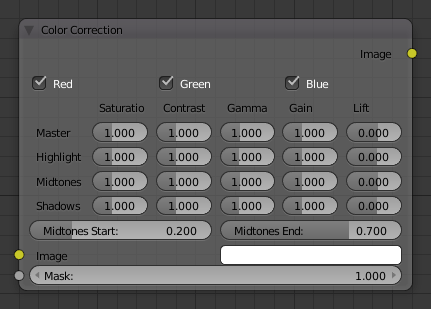 Color Correction
Image
Red Green Blue
Saturatio Contrast Gamma Gain Lift
Master 1.000 1.000 1.000 1.000 0.000
Highlight 1.000 1.000 1.000 1.000 0.000
Midtones 1.000 1.000 1.000 1.000 0.000
Shadows 1.000 1.000 1.000 1.000 0.000
Midtones Start: 0.200 Midtones End: 0.700
Image
Mask: 1.000